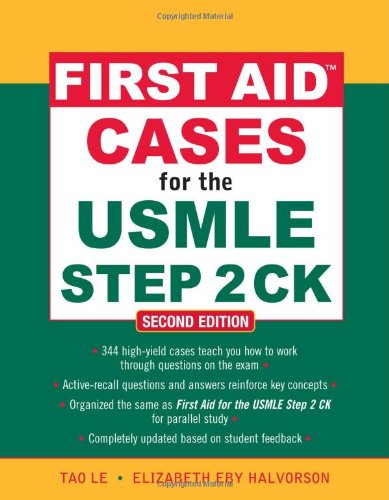 Copyrighted Material
FIRST AID™
CASES
for the
USMLE
STEP 2 CK
SECOND EDITION
• 344 high-yield cases teach you how to work
through questions on the exam •
• Active-recall questions and answers reinforce key concepts •
• Organized the same as First Aid for the USMLE Step 2 CK
for parallel study •
• Completely updated based on student feedback •
TAO LE • ELIZABETH EBY HALVORSON
Copyrighted Material